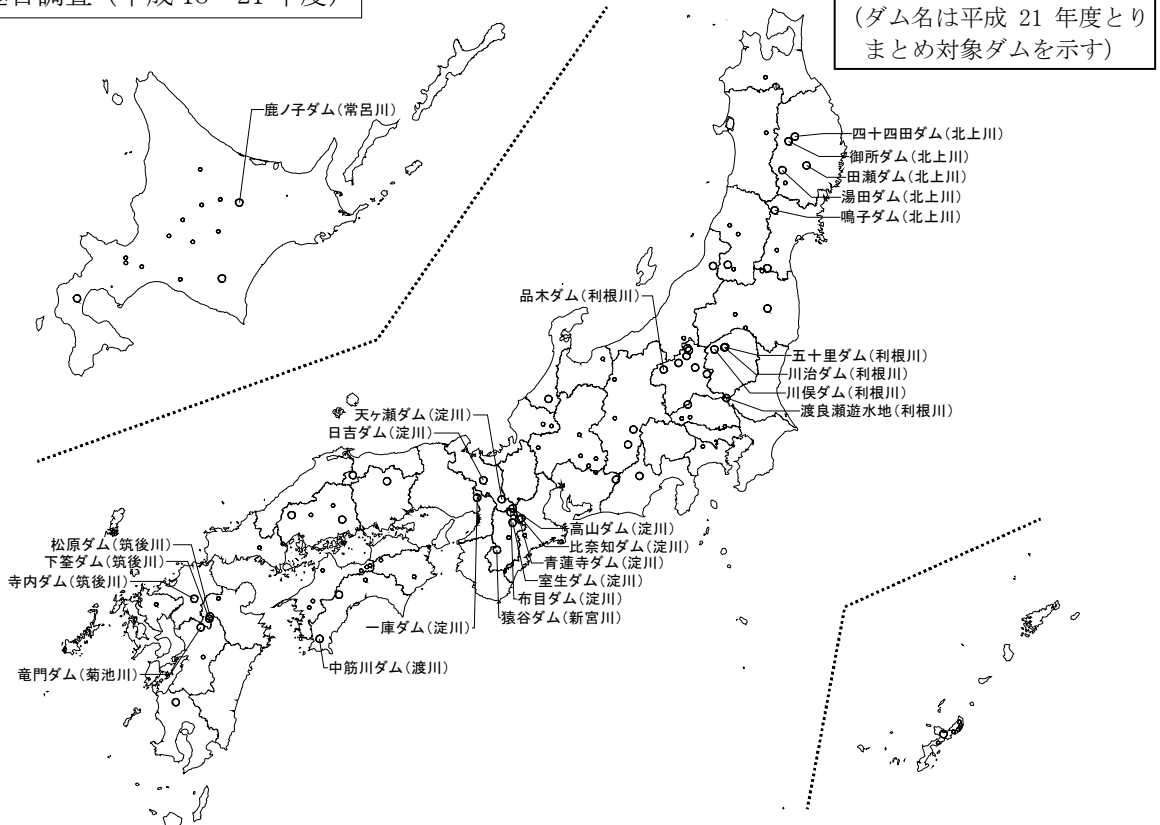 調査（平成 18‐21 年度）
(ダム名は平成 21 年度とり
まとめ対象ダムを示す)
鹿ノ子ダム(常呂川)
四十四田ダム(北上川)
御所ダム(北上川)
田瀬ダム(北上川)
湯田ダム(北上川)
鳴子ダム(北上川)
品木ダム(利根川)
五十里ダム(利根川)
川治ダム(利根川)
川俣ダム(利根川)
渡良瀬遊水地(利根川)
天ヶ瀬ダム(淀川)
日吉ダム(淀川)
高山ダム(淀川)
比奈知ダム(淀川)
青蓮寺ダム(淀川)
室生ダム(淀川)
布目ダム(淀川)
猿谷ダム(新宮川)
一庫ダム(淀川)
松原ダム(筑後川)
下筌ダム(筑後川)
寺内ダム(筑後川)
竜門ダム(菊池川)
中筋川ダム(渡川)